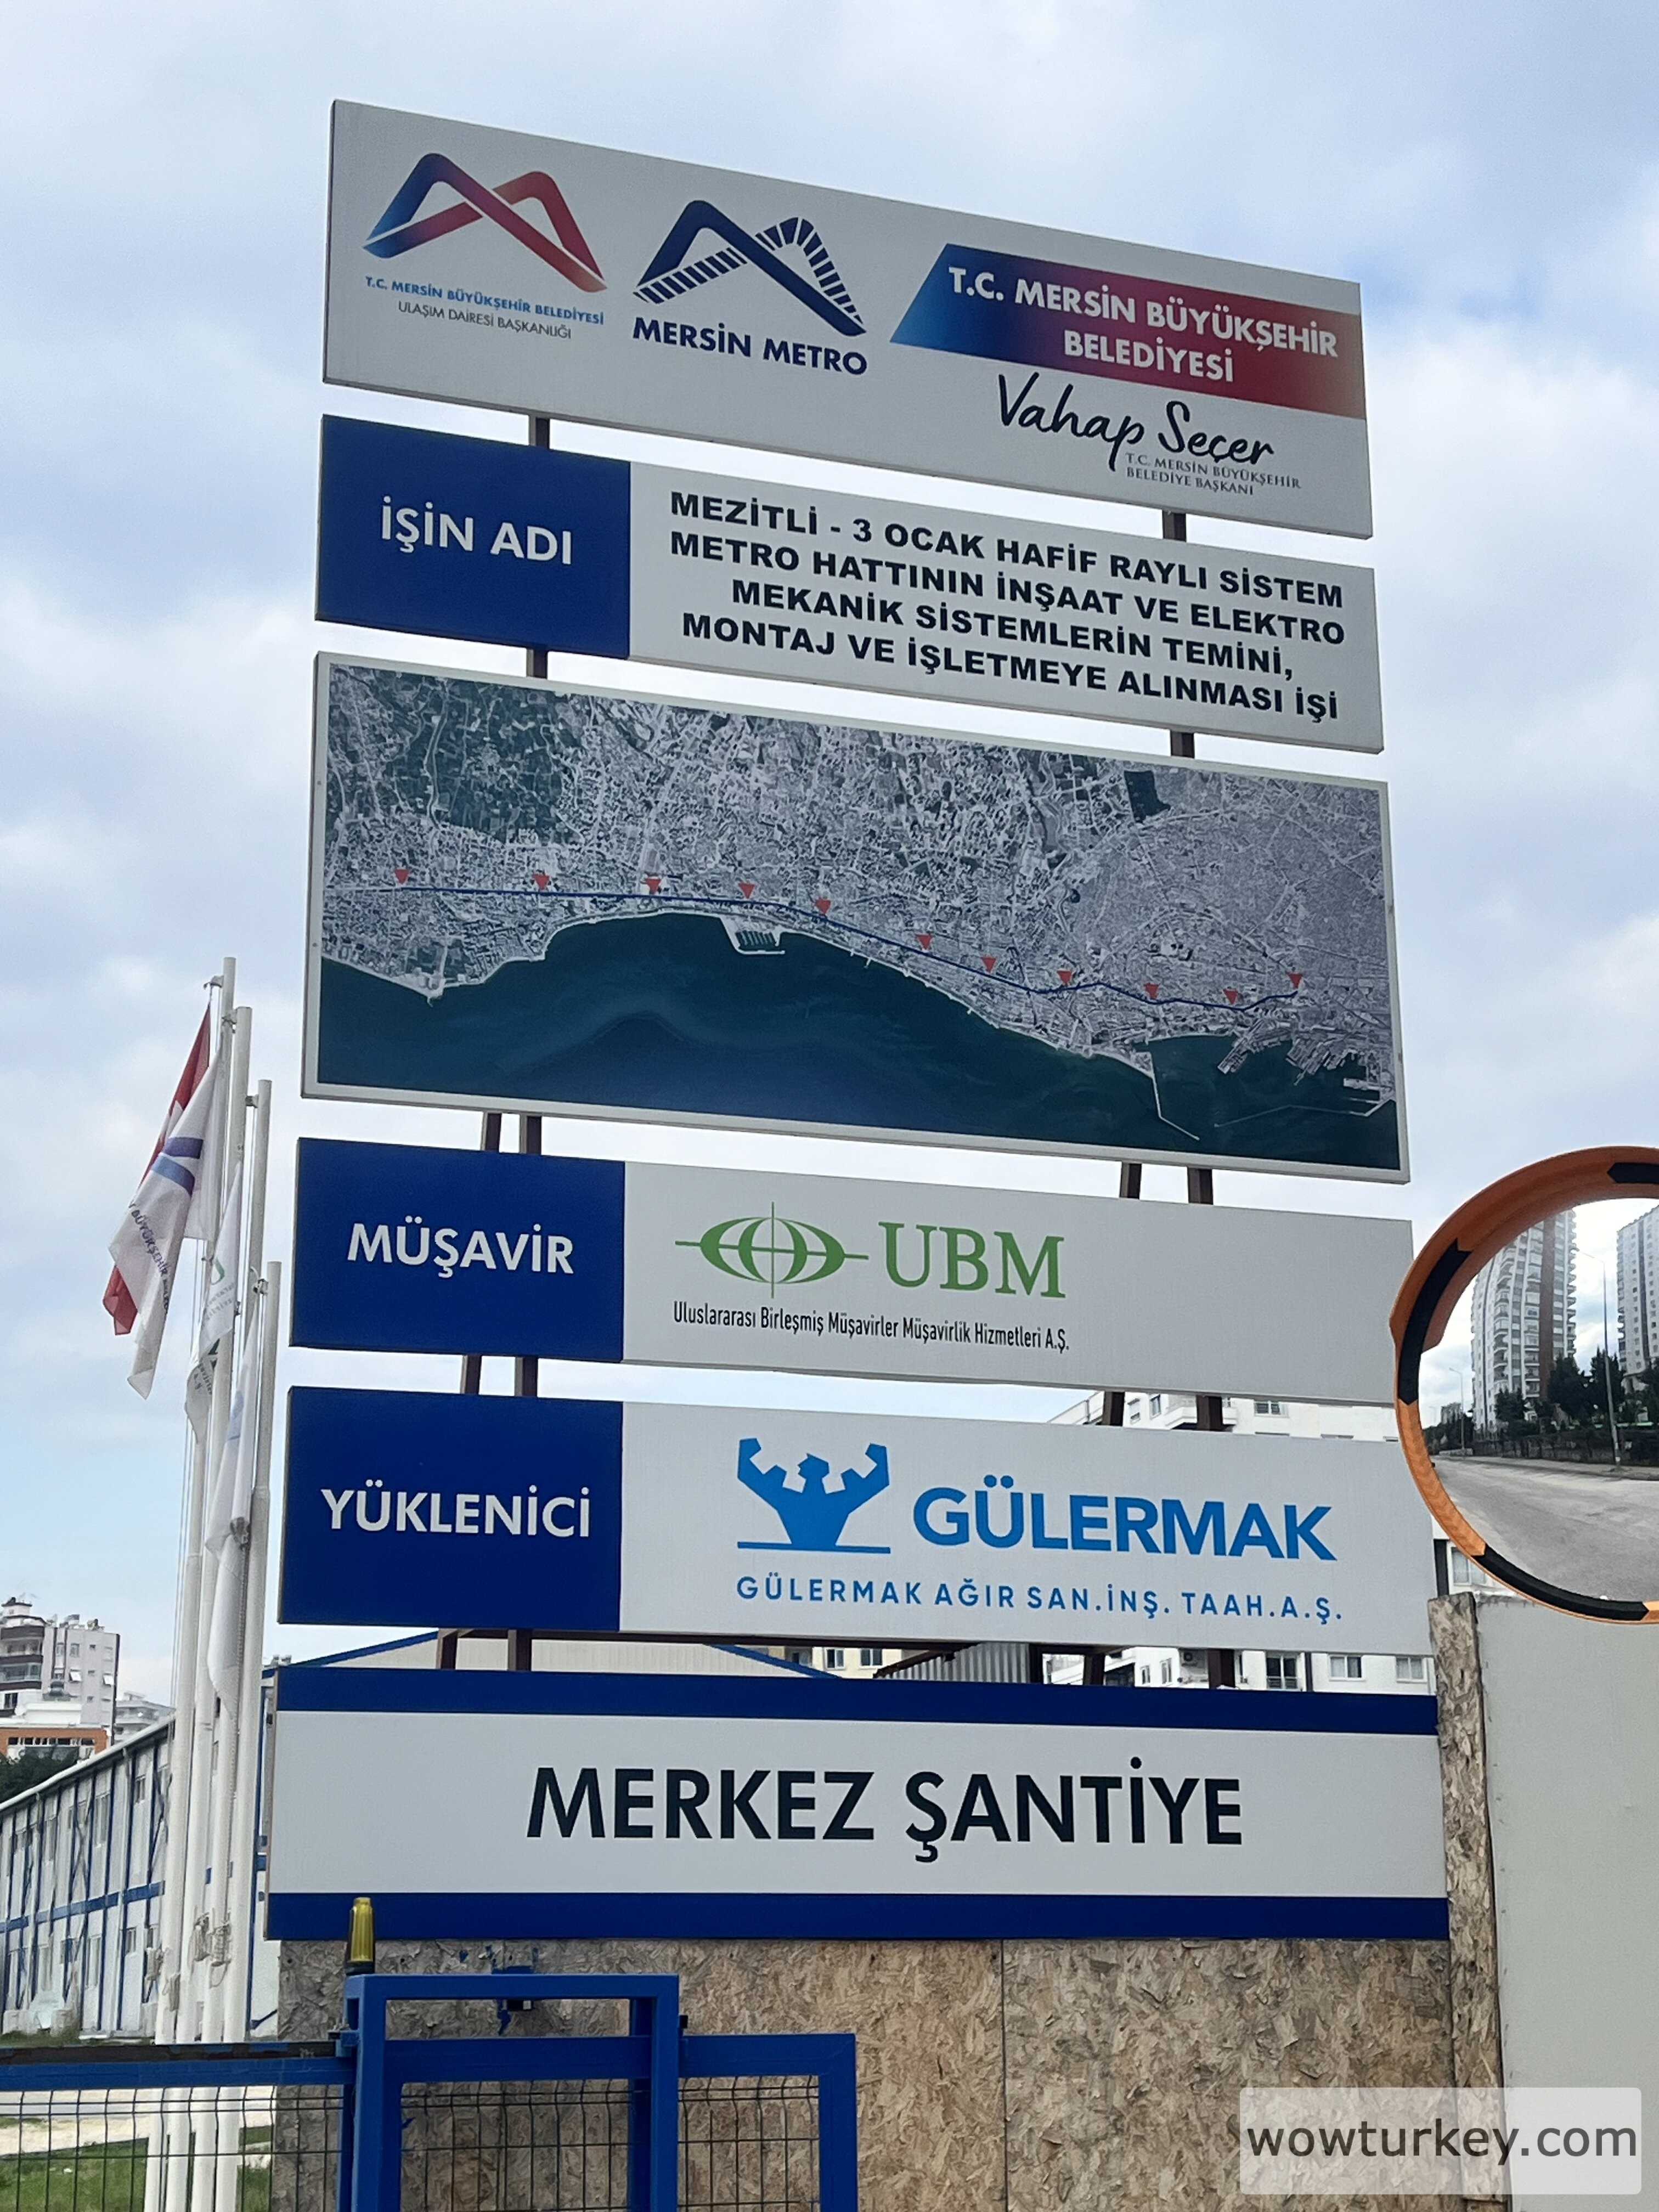 T.C. MERSİN BÜYÜKŞEHİR BELEDİYESİ
ULAŞIM DAİRESİ BAŞKANLIĞI
MERSİN METRO
T.C. MERSİN BÜYÜKŞEHİR
BELEDİYESİ
Vahap Seçer
T.C. MERSİN BÜYÜKŞEHİR
BELEDİYE BAŞKANI
İŞİN ADI
MEZİTLİ - 3 OCAK HAFİF RAYLI SİSTEM
METRO HATTININ İNŞAAT VE ELEKTRO
MEKANİK SİSTEMLERİN TEMİNİ,
MONTAJ VE İŞLETMEYE ALINMASI İŞİ
MÜŞAVİR
UBM
Uluslararası Birleşmiş Müşavirler Müşavirlik Hizmetleri A.Ş.
YÜKLENİCİ
GÜLERMAK
GÜLERMAK AĞIR SAN.İNŞ. TAAH.A.Ş.
MERKEZ ŞANTİYE
BÜYÜKŞEHİR
wowturkey.com